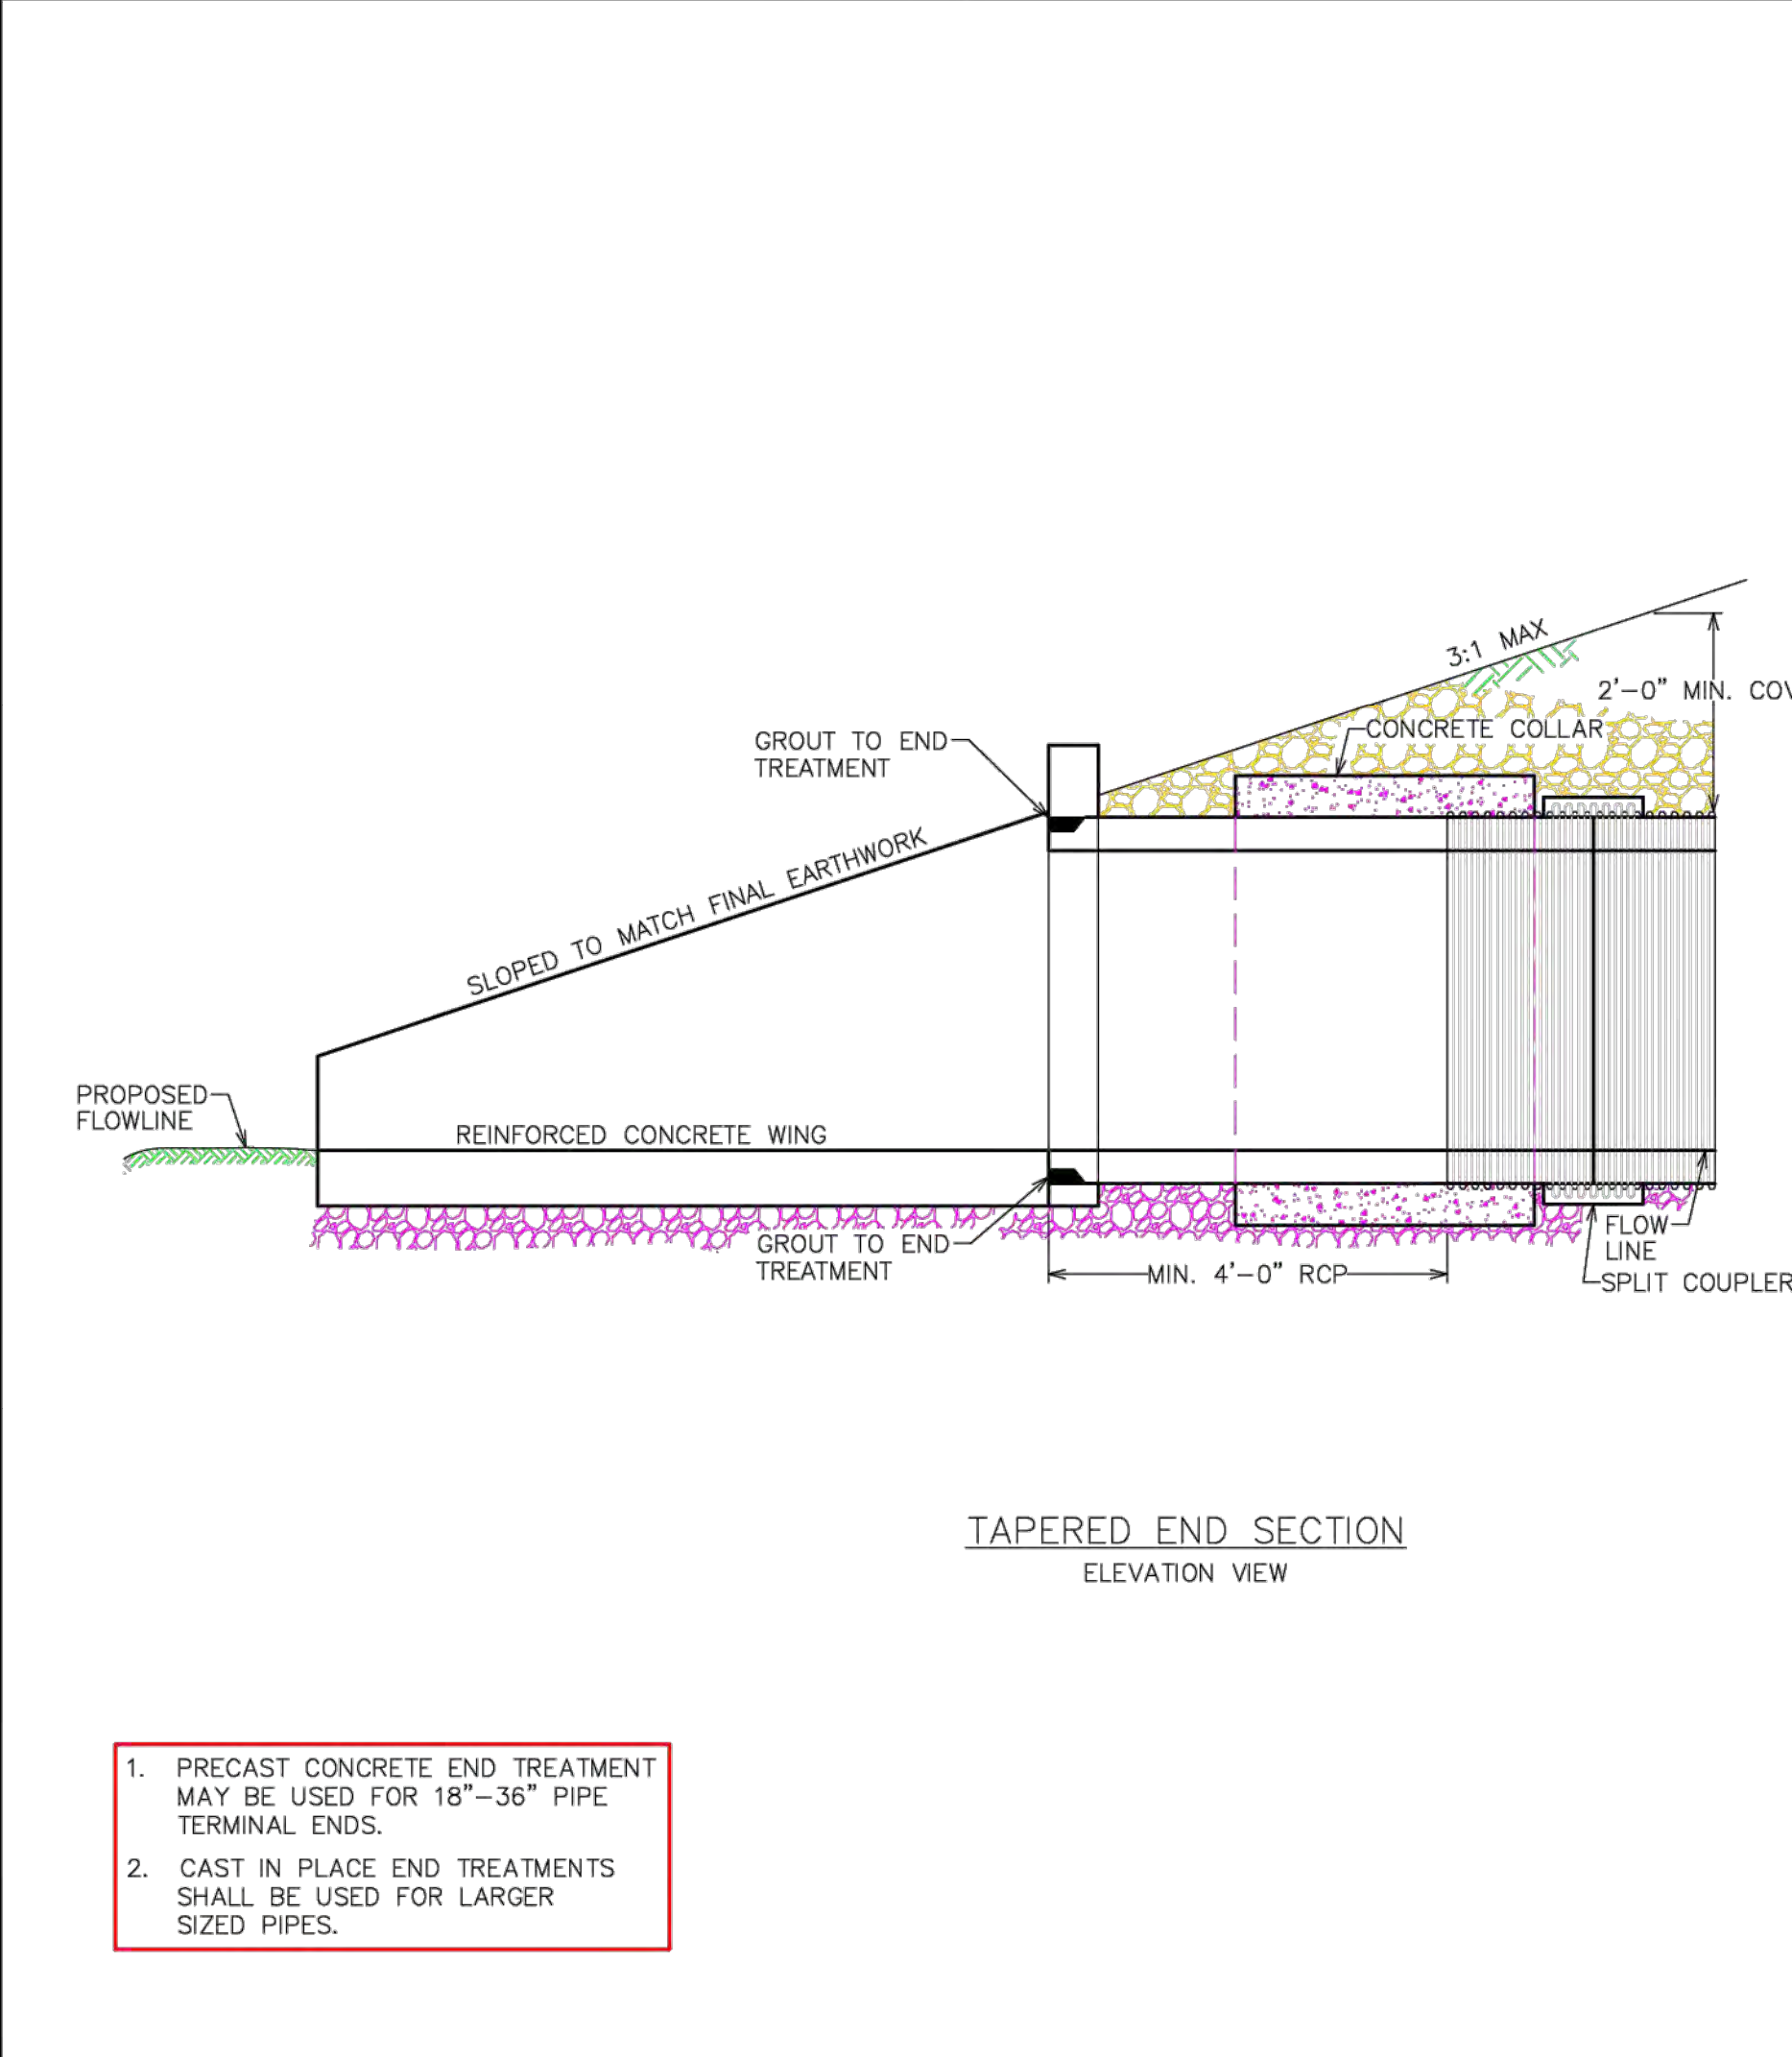 3:1 MAX
2'-0" MIN. COV
CONCRETE COLLAR
GROUT TO END
TREATMENT
SLOPED TO MATCH FINAL EARTHWORK
PROPOSED
FLOWLINE
REINFORCED CONCRETE WING
GROUT TO END
TREATMENT
MIN. 4'-0" RCP
FLOW
LINE
SPLIT COUPLER
TAPERED END SECTION
ELEVATION VIEW
1. PRECAST CONCRETE END TREATMENT
MAY BE USED FOR 18"-36" PIPE
TERMINAL ENDS.
2. CAST IN PLACE END TREATMENTS
SHALL BE USED FOR LARGER
SIZED PIPES.